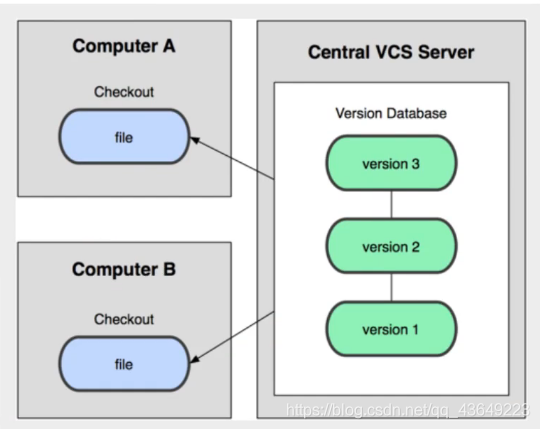 Computer A
Checkout
file
Central VCS Server
Version Database
version 3
version 2
version 1
Computer B
Checkout
file
https://blog.csdn.net/qq_43649223